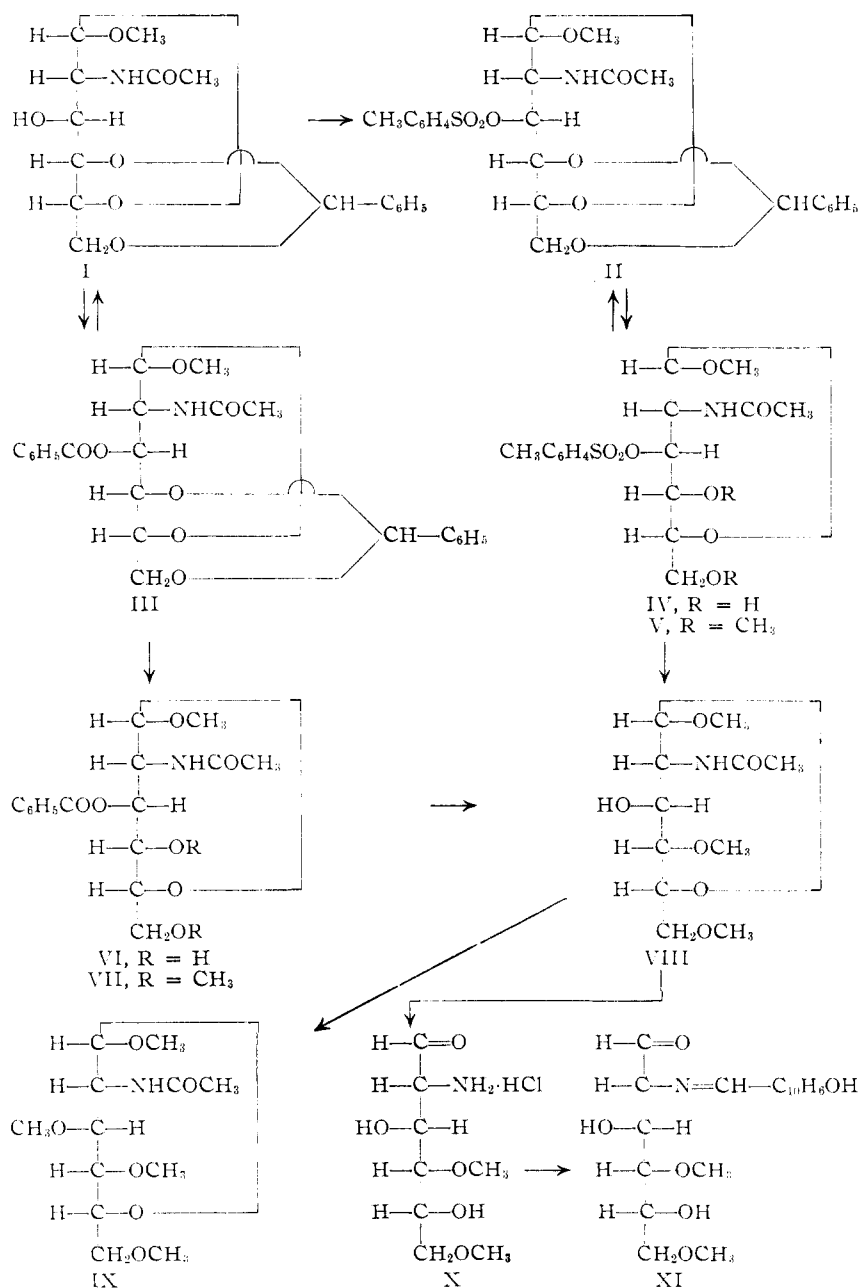 H—C—OCH₃ H—C—OCH₃
H—C—NHCOCH₃ H—C—NHCOCH₃
HO—C—H → CH₃C₆H₄SO₂O—C—H
H—C—O H—C—O
H—C—O CH—C₆H₅ H—C—O CHC₆H₅
CH₂O CH₂O
I II
H—C—OCH₃ H—C—OCH₃
H—C—NHCOCH₃ H—C—NHCOCH₃
C₆H₅COO—C—H CH₃C₆H₄SO₂O—C—H
H—C—O H—C—OR
H—C—O CH—C₆H₅ H—C—O
CH₂O CH₂OR
III IV, R = H
V, R = CH₃
H—C—OCH₃ H—C—OCH₃
H—C—NHCOCH₃ H—C—NHCOCH₃
C₆H₅COO—C—H → HO—C—H
H—C—OR H—C—OCH₃
H—C—O H—C—O
CH₂OR CH₂OCH₃
VI, R = H VIII
VII, R = CH₃
H—C—OCH₃ H—C=O H—C=O
H—C—NHCOCH₃ H—C—NH₂·HCl H—C—N=CH—C₁₀H₆OH
CH₃O—C—H HO—C—H HO—C—H
H—C—OCH₃ H—C—OCH₃ → H—C—OCH₃
H—C—O H—C—OH H—C—OH
CH₂OCH₃ CH₂OCH₃ CH₂OCH₃
IX X XI